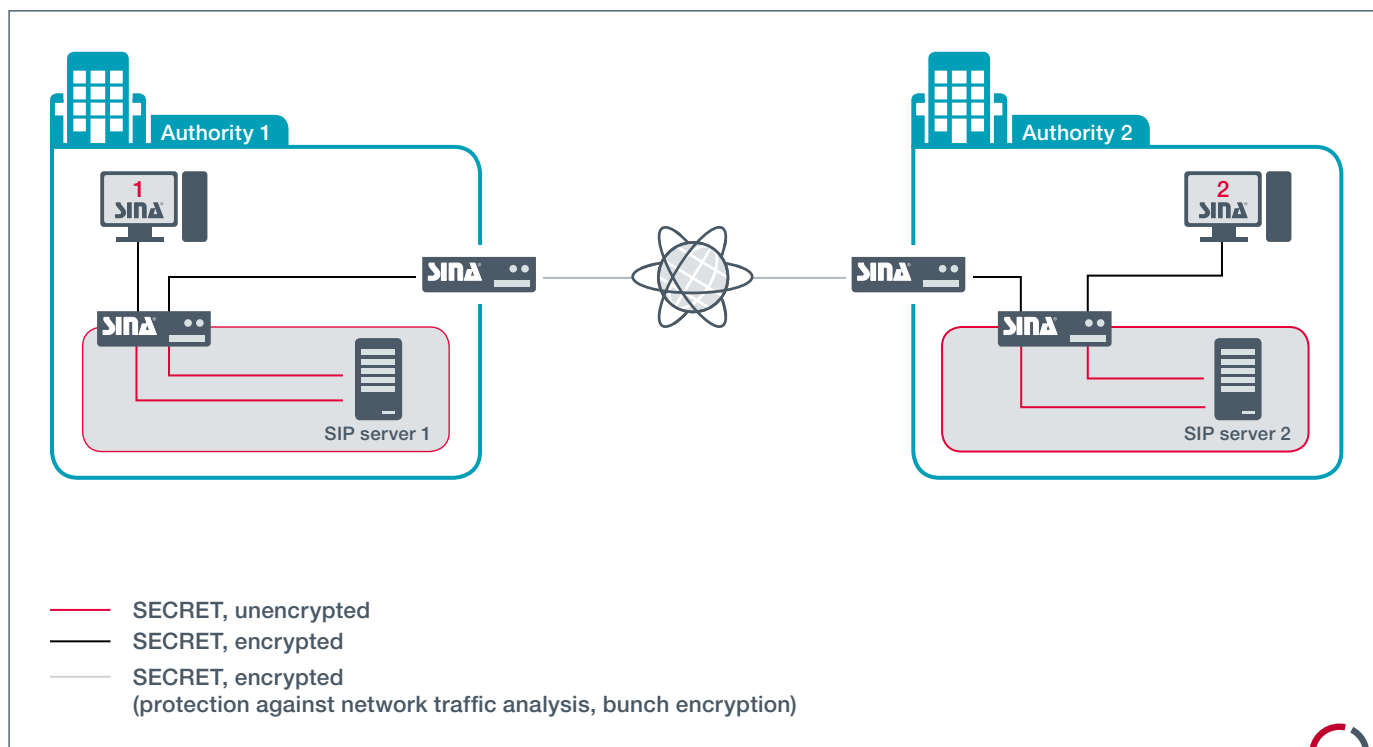 Authority 1
Authority 2
1
SINA
2
SINA
SINA
SINA
SINA
SINA
SIP server 1
SIP server 2
SECRET, unencrypted
SECRET, encrypted
SECRET, encrypted
(protection against network traffic analysis, bunch encryption)